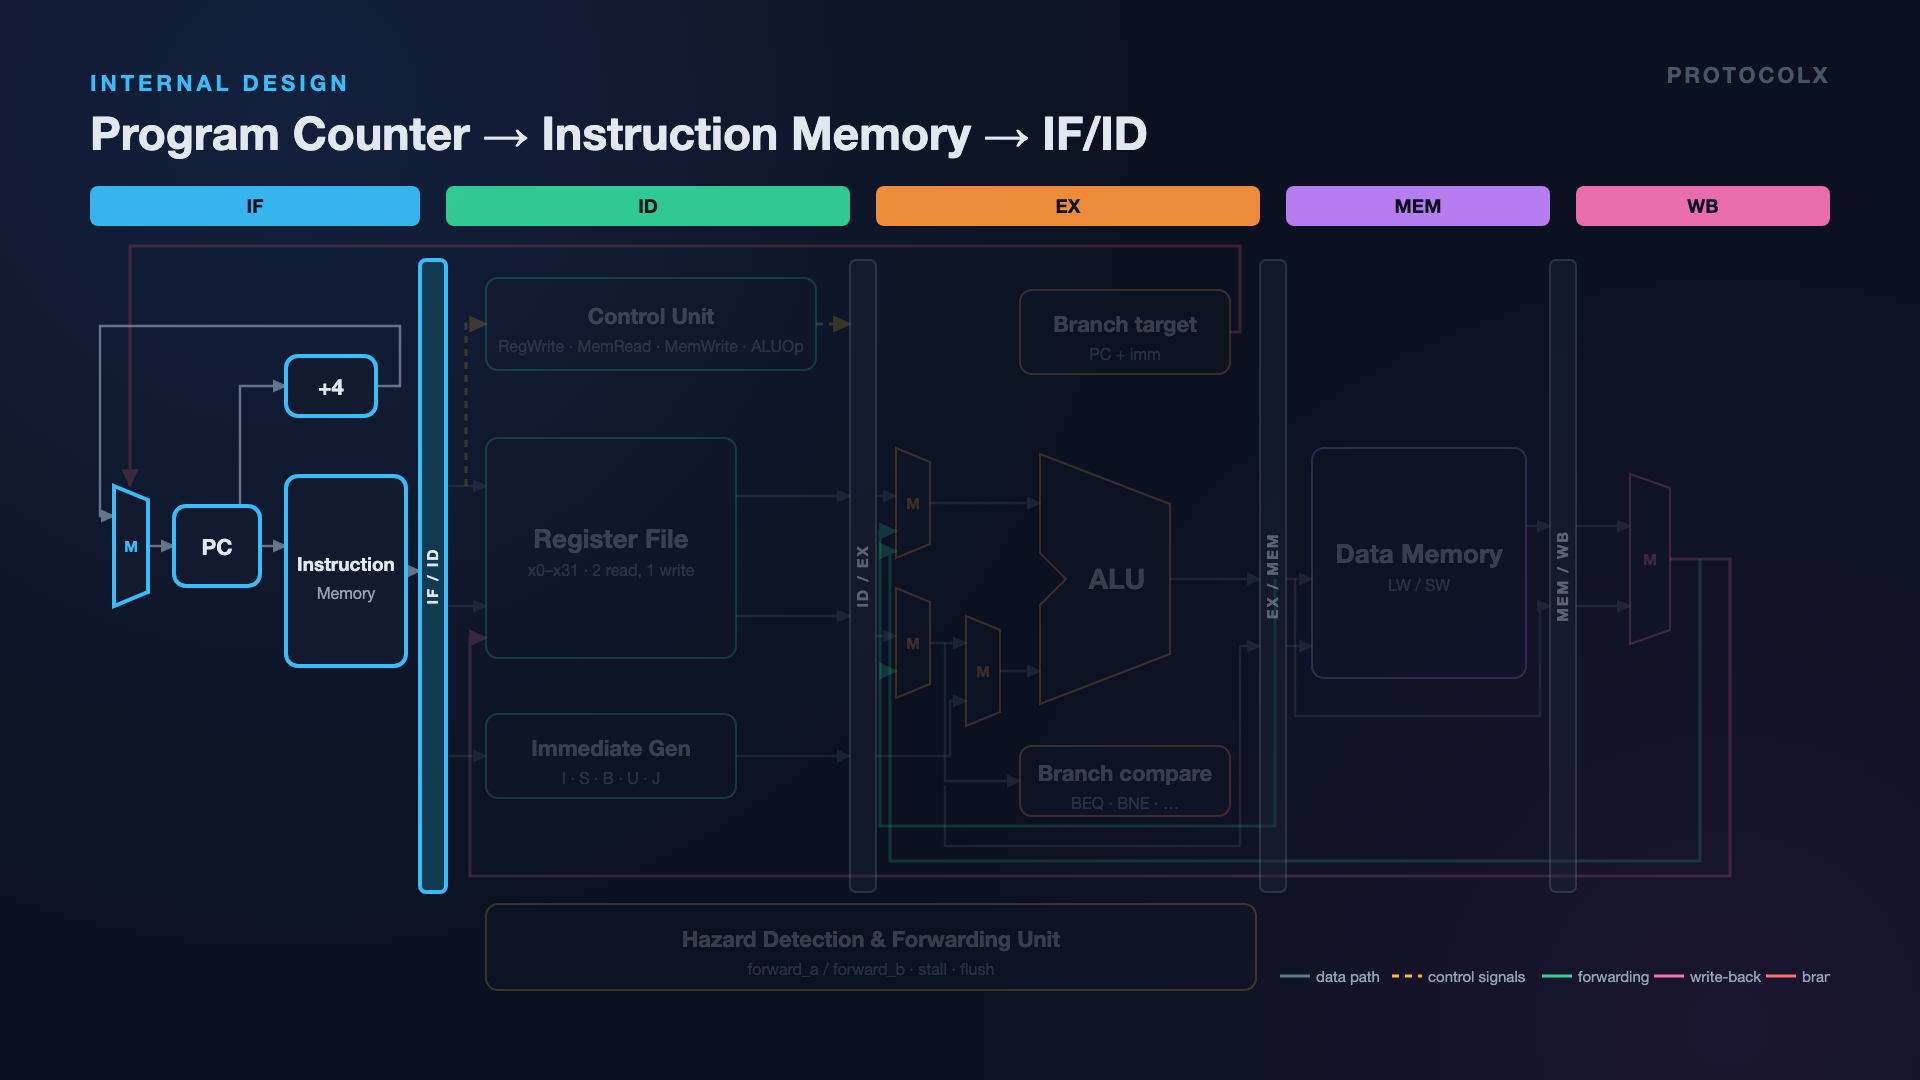 INTERNAL DESIGN
PROTOCOLX
Program Counter → Instruction Memory → IF/ID
IF
ID
EX
MEM
WB
Control Unit
RegWrite · MemRead · MemWrite · ALUOp
Branch target
PC + imm
+4
M
PC
Instruction
Memory
IF / ID
Register File
x0–x31 · 2 read, 1 write
ID / EX
M
M
M
ALU
EX / MEM
Data Memory
LW / SW
MEM / WB
M
Immediate Gen
I · S · B · U · J
Branch compare
BEQ · BNE · …
Hazard Detection & Forwarding Unit
forward_a / forward_b · stall · flush
data path
control signals
forwarding
write-back
brar